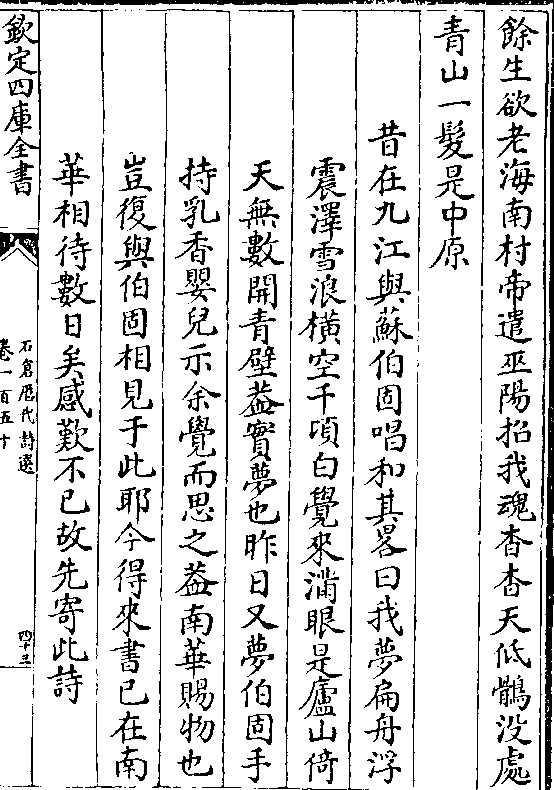 餘生欲老海南村帝遣巫陽招我魂杳杳天低鶻没處
青山一髮是中原
昔在九江與蘇伯固唱和其畧曰我夢扁舟浮
震澤雪浪橫空千頃白覺來滿眼是廬山倚
天無數開青壁葢實夢也昨日又夢伯固手
持乳香嬰兒示余覺而思之葢南華賜物也
豈復與伯固相見于此耶今得來書已在南
華相待數日矣感歎不已故先寄此詩
欽定四庫全書
石倉歴代詩選
卷一百五十
四十三